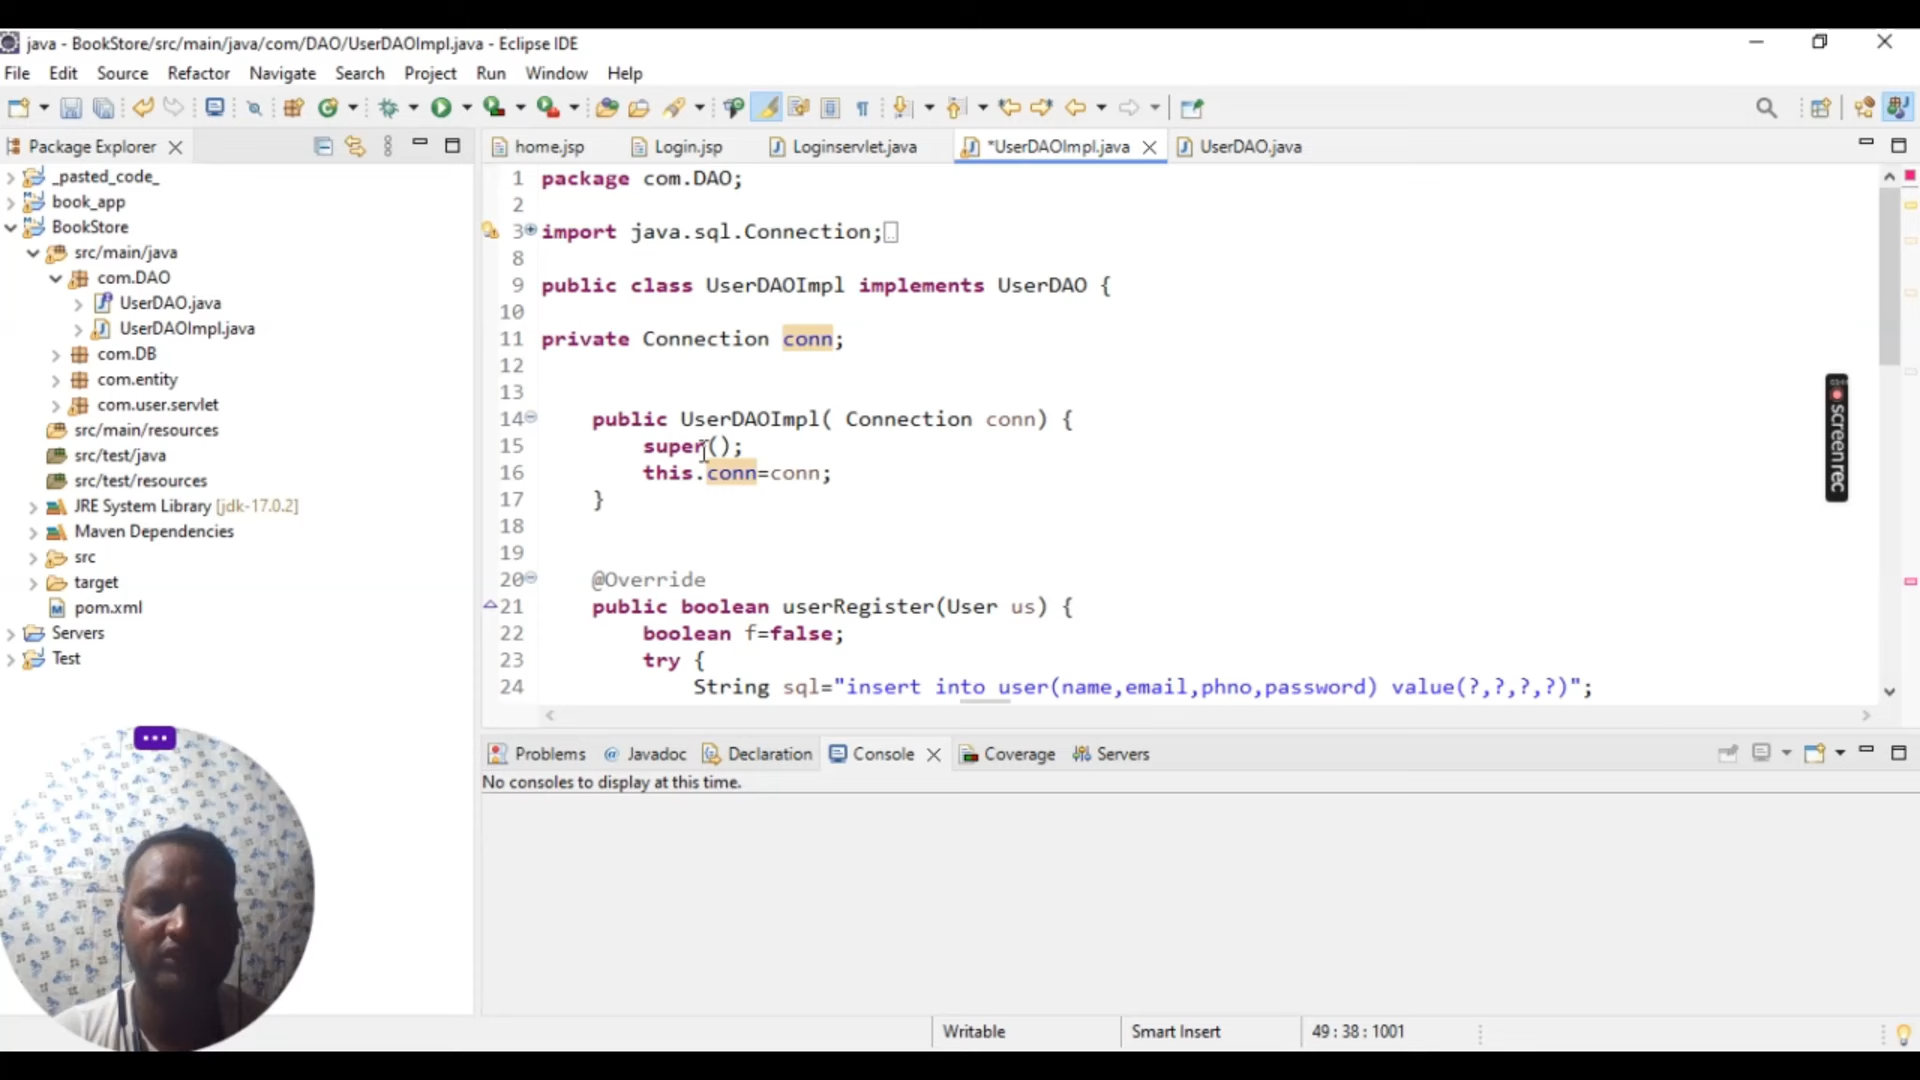 java - BookStore/src/main/java/com/DAO/UserDAOImpl.java - Eclipse IDE
File Edit Source Refactor Navigate Search Project Run Window Help
Package Explorer
home.jsp Login.jsp Loginservlet.java *UserDAOImpl.java UserDAO.java
_pasted_code_
book_app
BookStore
src/main/java
com.DAO
UserDAO.java
UserDAOImpl.java
com.DB
com.entity
com.user.servlet
src/main/resources
src/test/java
src/test/resources
JRE System Library [jdk-17.0.2]
Maven Dependencies
src
target
pom.xml
Servers
Test
1 package com.DAO;
2
3 import java.sql.Connection;
8
9 public class UserDAOImpl implements UserDAO {
10
11 private Connection conn;
12
13
14 public UserDAOImpl( Connection conn) {
15 super();
16 this.conn=conn;
17 }
18
19
20 @Override
21 public boolean userRegister(User us) {
22 boolean f=false;
23 try {
24 String sql="insert into user(name,email,phno,password) value(?,?,?,?)";
screenrec
Problems Javadoc Declaration Console Coverage Servers
No consoles to display at this time.
Writable Smart Insert 49 : 38 : 1001